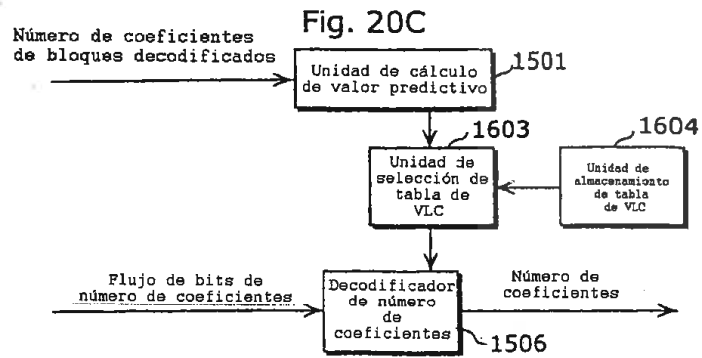 Fig. 20C
Número de coeficientes
de bloques decodificados
Unidad de cálculo
de valor predictivo
1501
1603
Unidad de
selección de
tabla de
VLC
1604
Unidad de
almacenamiento
de tabla
de VLC
Flujo de bits de
número de coeficientes
Decodificador
de número
de
coeficientes
1506
Número de
coeficientes